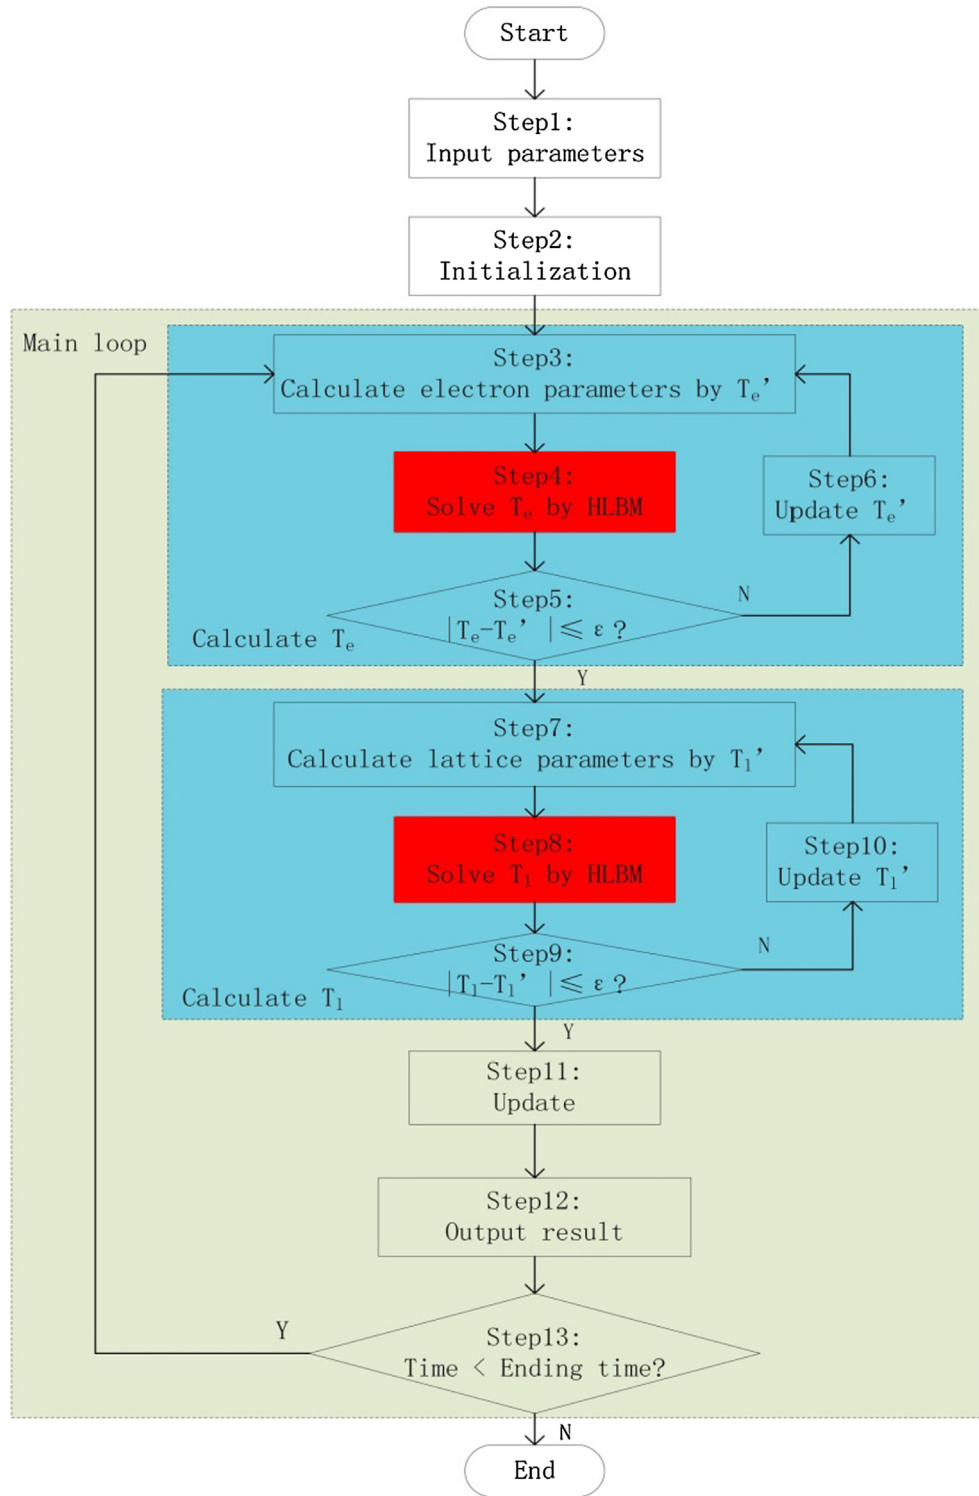 Start
Step1:
Input parameters
Step2:
Initialization
Main loop
Step3:
Calculate electron parameters by Te’
Step4:
Solve Te by HLBM
Step6:
Update Te’
Step5:
|Te-Te’ |≤ ε?
N
Calculate Te
Y
Step7:
Calculate lattice parameters by Tl’
Step8:
Solve Tl by HLBM
Step10:
Update Tl’
Step9:
|Tl-Tl’ |≤ ε?
N
Calculate Tl
Y
Step11:
Update
Step12:
Output result
Step13:
Time < Ending time?
Y
N
End